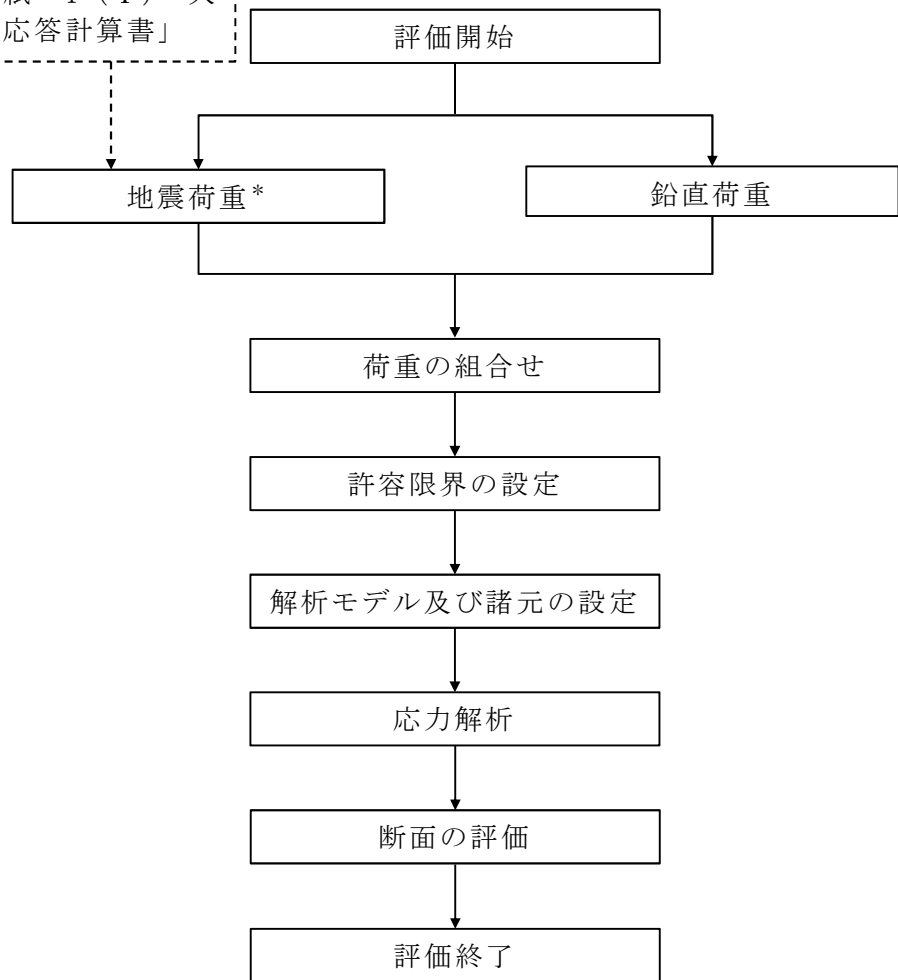 応答計算書」
評価開始
地震荷重*
鉛直荷重
荷重の組合せ
許容限界の設定
解析モデル及び諸元の設定
応力解析
断面の評価
評価終了